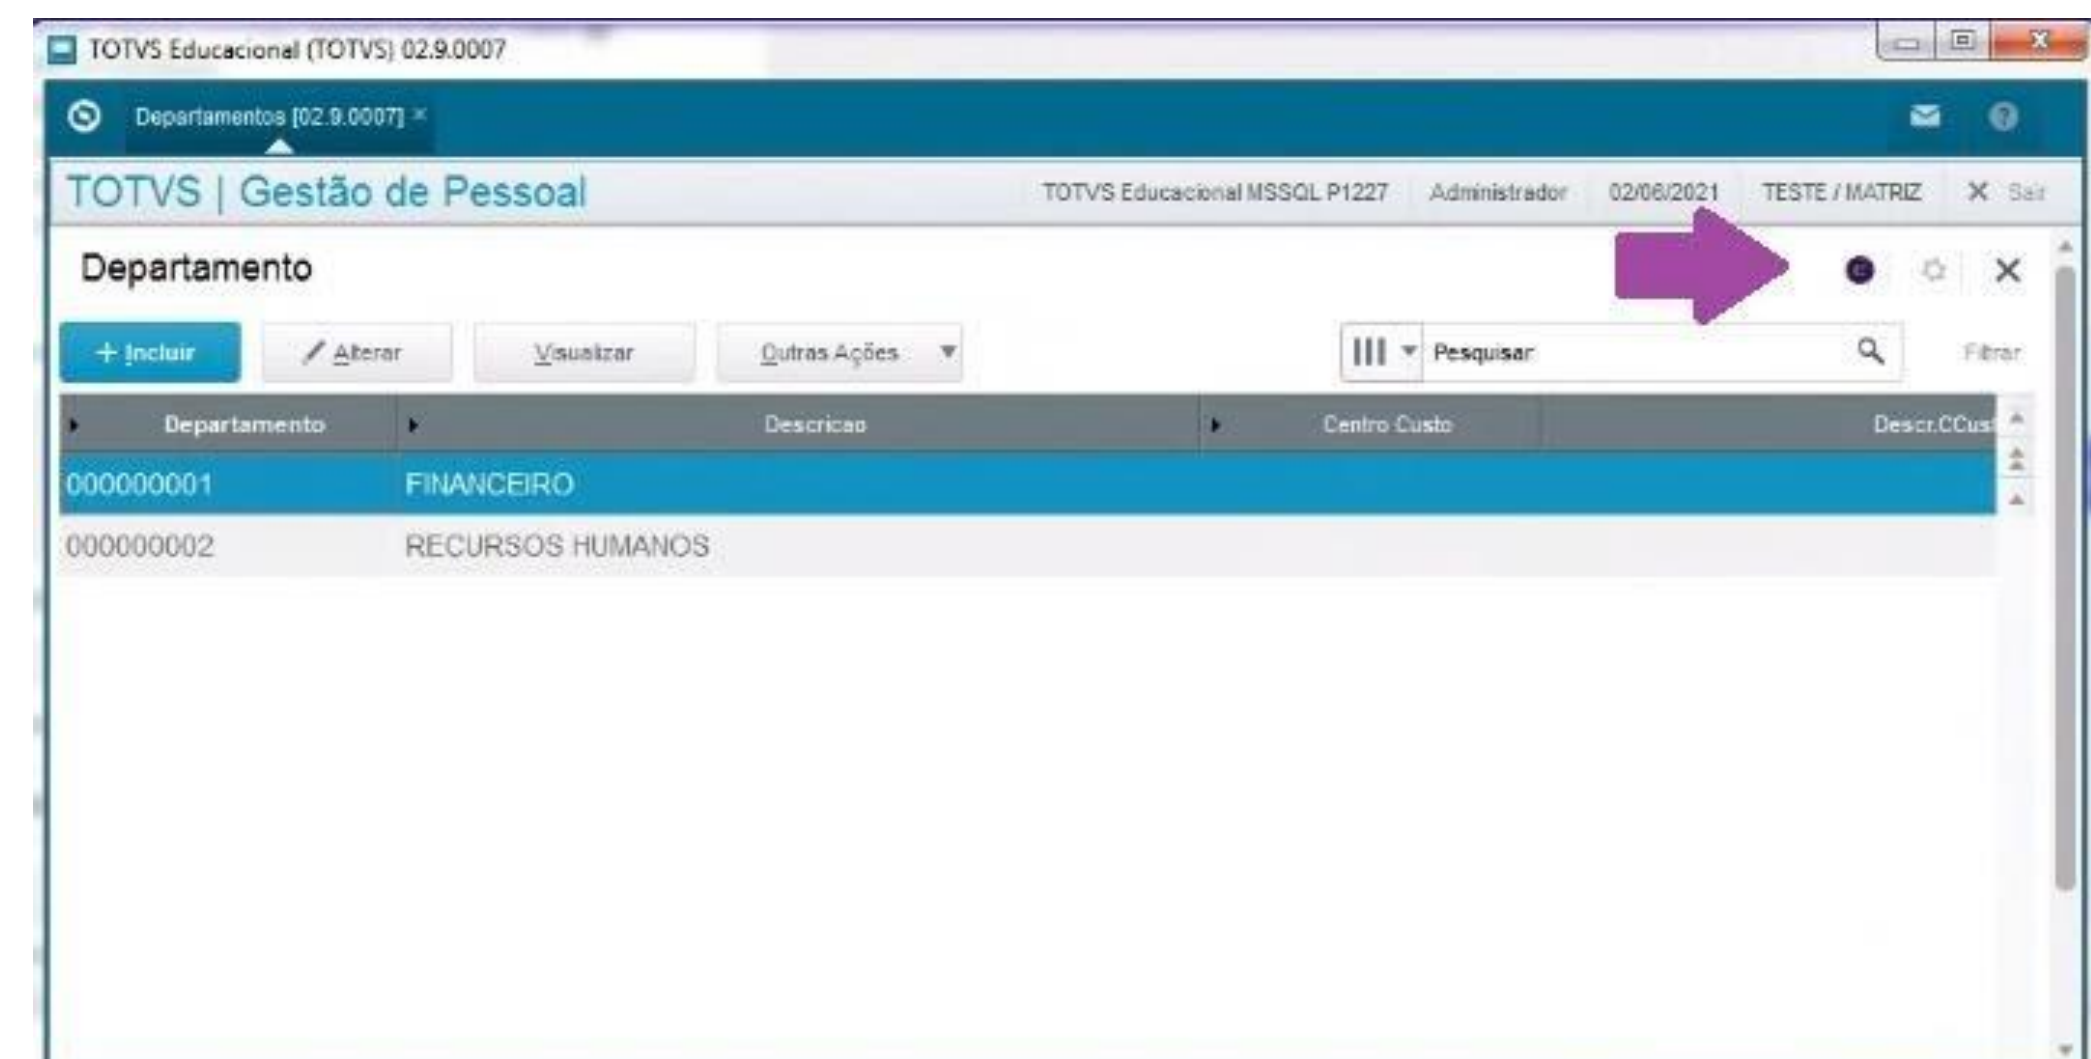 TOTVS Educacional (TOTVS) 02.9.0007
Departamentos [02.9.0007] ×
TOTVS | Gestão de Pessoal TOTVS Educacional MSSQL P1227 Administrador 02/06/2021 TESTE / MATRIZ X Sair
Departamento
+ Incluir Alterar Visualizar Outras Ações Pesquisar Filtrar
Departamento Descricao Centro Custo Descr.CCust
000000001 FINANCEIRO
000000002 RECURSOS HUMANOS